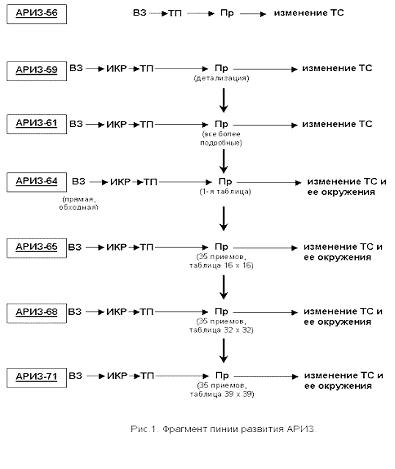 АРИЗ-56 ВЗ ТП Пр изменение ТС
АРИЗ-59 ВЗ ИКР ТП Пр изменение ТС
(детализация)
АРИЗ-61 ВЗ ИКР ТП Пр изменение ТС
(все более
подробные)
АРИЗ-64 ВЗ ИКР ТП Пр изменение ТС и
(прямая, (1-я таблица) ее окружения
обходная)
АРИЗ-65 ВЗ ИКР ТП Пр изменение ТС и
(35 приемов, ее окружения
таблица 16 x 16)
АРИЗ-68 ВЗ ИКР ТП Пр изменение ТС и
(35 приемов, ее окружения
таблица 32 x 32)
АРИЗ-71 ВЗ ИКР ТП Пр изменение ТС и
(35 приемов, ее окружения
таблица 39 x 39)
Рис.1. Фрагмент линии развития АРИЗ.